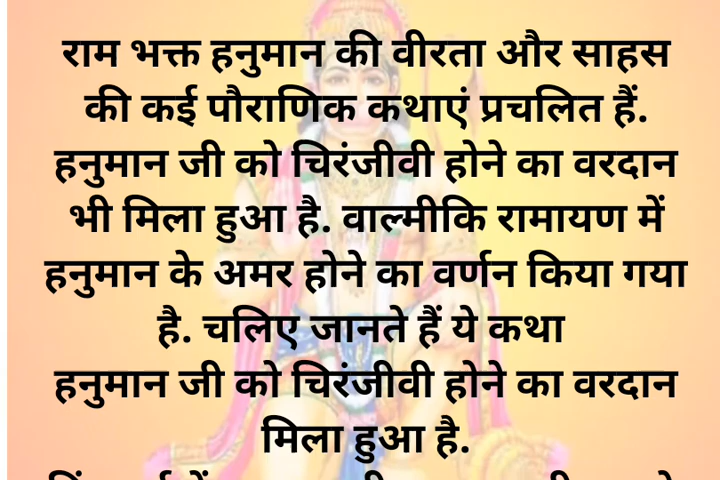 राम भक्त हनुमान की वीरता और साहस
की कई पौराणिक कथाएं प्रचलित हैं.
हनुमान जी को चिरंजीवी होने का वरदान
भी मिला हुआ है. वाल्मीकि रामायण में
हनुमान के अमर होने का वर्णन किया गया
है. चलिए जानते हैं ये कथा
हनुमान जी को चिरंजीवी होने का वरदान
मिला हुआ है.